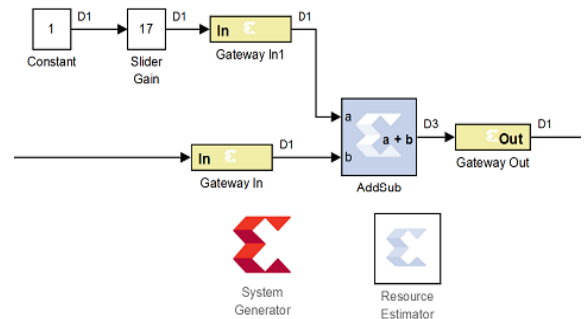 D1 D1 D1
1 17 In
Constant Slider Gain Gateway In1
a
D3 D1
In D1 b a + b Out
Gateway In AddSub Gateway Out
System Generator
Resource Estimator